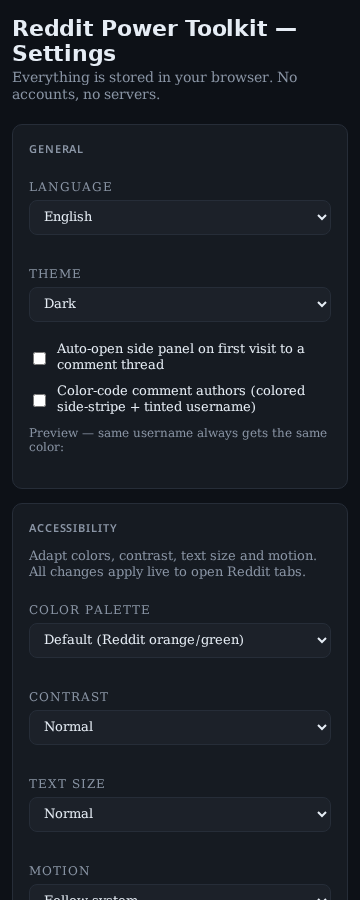 Reddit Power Toolkit —
Settings
Everything is stored in your browser. No
accounts, no servers.
GENERAL
LANGUAGE
English
THEME
Dark
Auto-open side panel on first visit to a
comment thread
Color-code comment authors (colored
side-stripe + tinted username)
Preview — same username always gets the same
color:
ACCESSIBILITY
Adapt colors, contrast, text size and motion.
All changes apply live to open Reddit tabs.
COLOR PALETTE
Default (Reddit orange/green)
CONTRAST
Normal
TEXT SIZE
Normal
MOTION
Follow system